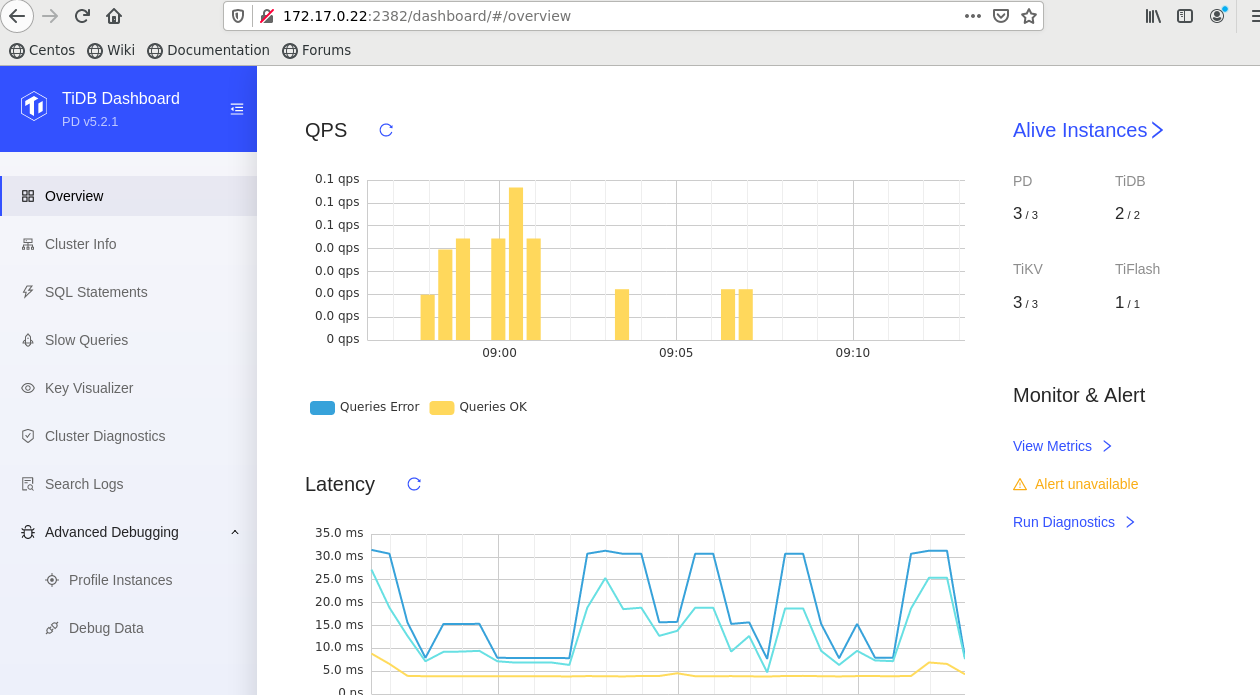 172.17.0.22:2382/dashboard/#/overview
Centos Wiki Documentation Forums
TiDB Dashboard
PD v5.2.1
Overview
Cluster Info
SQL Statements
Slow Queries
Key Visualizer
Cluster Diagnostics
Search Logs
Advanced Debugging
Profile Instances
Debug Data
QPS
0.1 qps
0.1 qps
0.1 qps
0.0 qps
0.0 qps
0.0 qps
0.0 qps
0 qps
09:00 09:05 09:10
Queries Error Queries OK
Latency
35.0 ms
30.0 ms
25.0 ms
20.0 ms
15.0 ms
10.0 ms
5.0 ms
0 ns
Alive Instances
PD TiDB
3 / 3 2 / 2
TiKV TiFlash
3 / 3 1 / 1
Monitor & Alert
View Metrics
Alert unavailable
Run Diagnostics